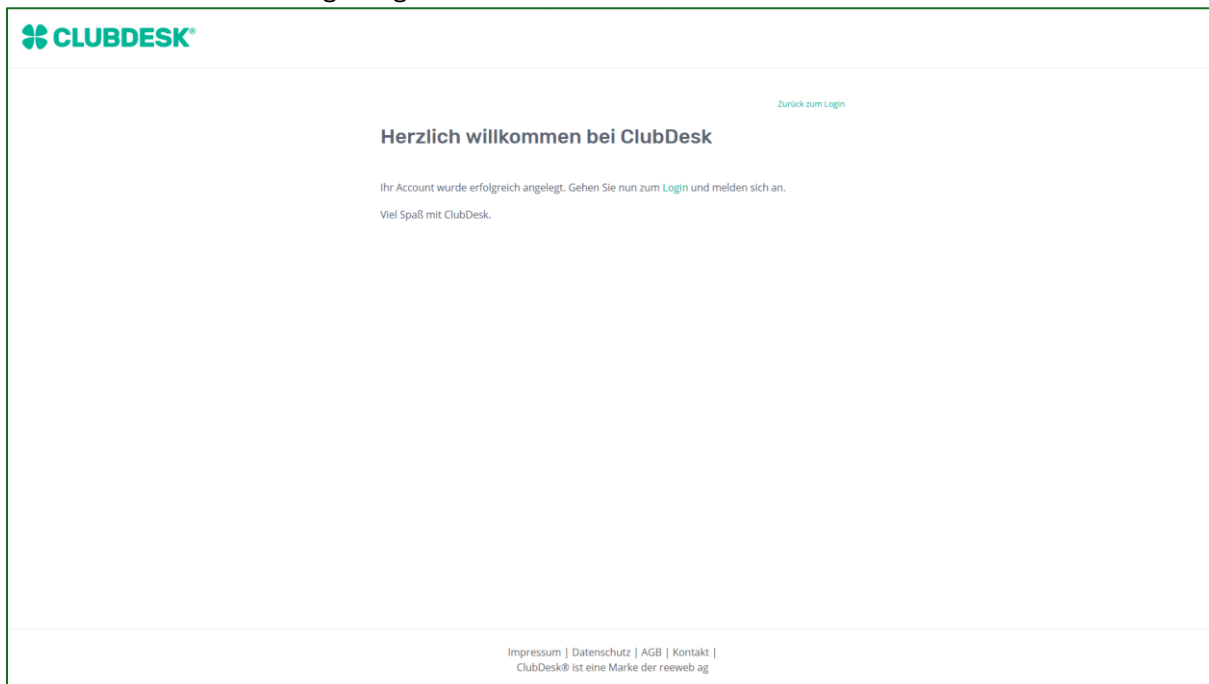 CLUBDESK®
Zurück zum Login
Herzlich willkommen bei ClubDesk
Ihr Account wurde erfolgreich angelegt. Gehen Sie nun zum Login und melden sich an.
Viel Spaß mit ClubDesk.
Impressum | Datenschutz | AGB | Kontakt |
ClubDesk® ist eine Marke der reeweb ag